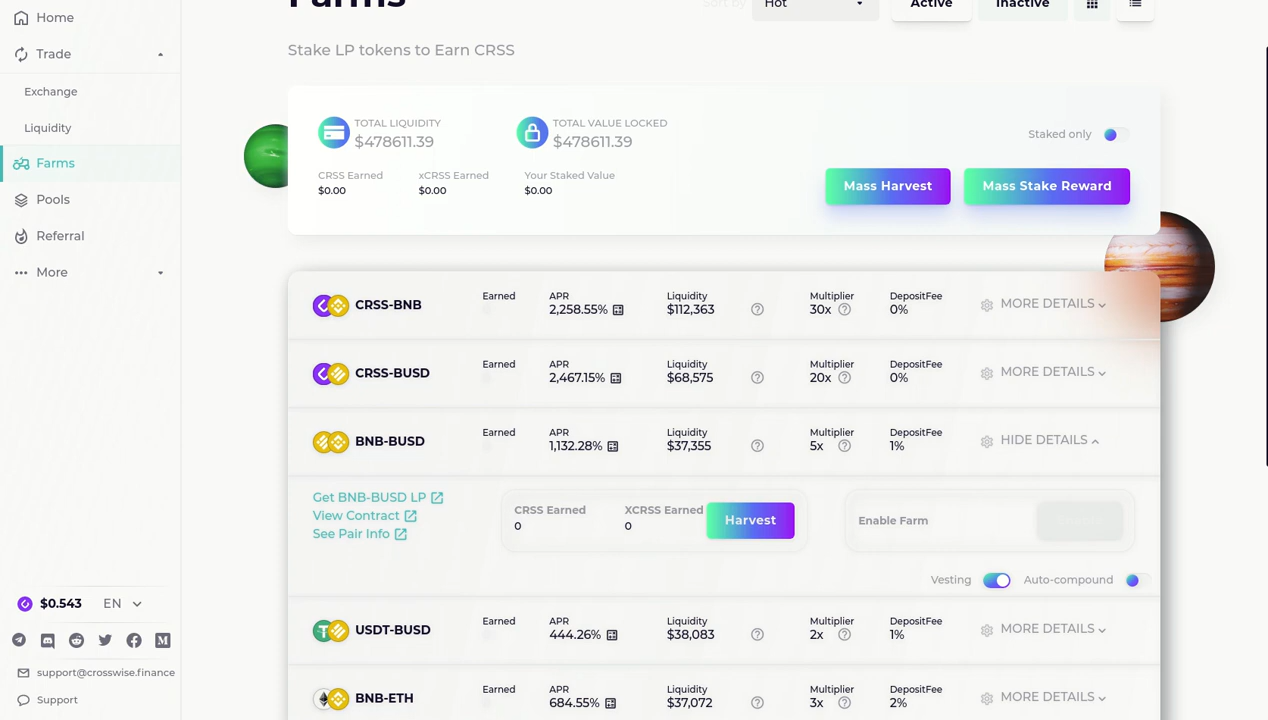 Farms
Sort by
Hot
Active
Inactive
Home
Trade
Exchange
Liquidity
Farms
Pools
Referral
More
Stake LP tokens to Earn CRSS
TOTAL LIQUIDITY
$478611.39
TOTAL VALUE LOCKED
$478611.39
Staked only
CRSS Earned
$0.00
xCRSS Earned
$0.00
Your Staked Value
$0.00
Mass Harvest
Mass Stake Reward
CRSS-BNB
Earned
APR
2,258.55%
Liquidity
$112,363
Multiplier
30x
DepositFee
0%
MORE DETAILS
CRSS-BUSD
Earned
APR
2,467.15%
Liquidity
$68,575
Multiplier
20x
DepositFee
0%
MORE DETAILS
BNB-BUSD
Earned
APR
1,132.28%
Liquidity
$37,355
Multiplier
5x
DepositFee
1%
HIDE DETAILS
Get BNB-BUSD LP
View Contract
See Pair Info
CRSS Earned
0
XCRSS Earned
0
Harvest
Enable Farm
Vesting
Auto-compound
USDT-BUSD
Earned
APR
444.26%
Liquidity
$38,083
Multiplier
2x
DepositFee
1%
MORE DETAILS
BNB-ETH
Earned
APR
684.55%
Liquidity
$37,072
Multiplier
3x
DepositFee
2%
MORE DETAILS
$0.543
EN
support@crosswise.finance
Support